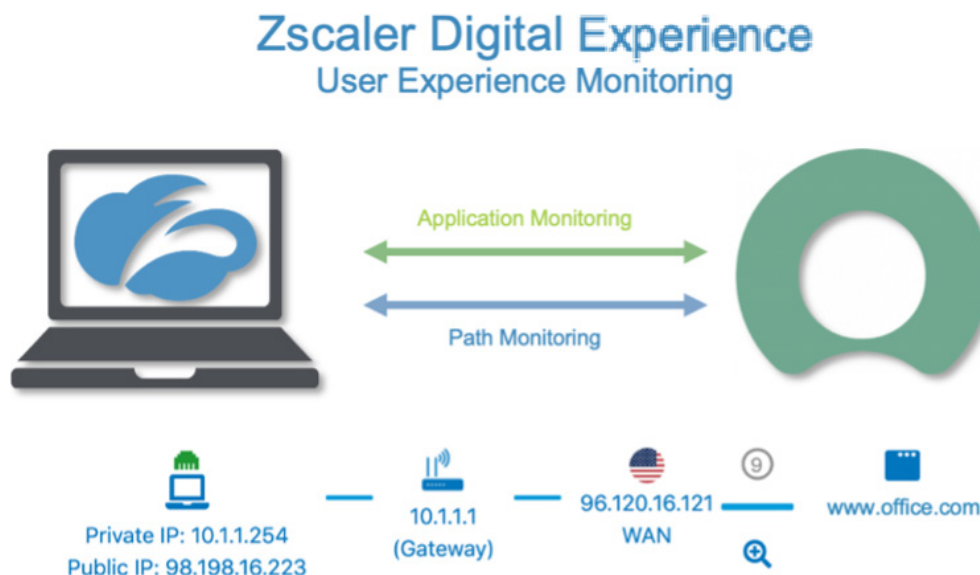 Zscaler Digital Experience
User Experience Monitoring
Application Monitoring
Path Monitoring
9
Private IP: 10.1.1.254
Public IP: 98.198.16.223
10.1.1.1
(Gateway)
96.120.16.121
WAN
www.office.com